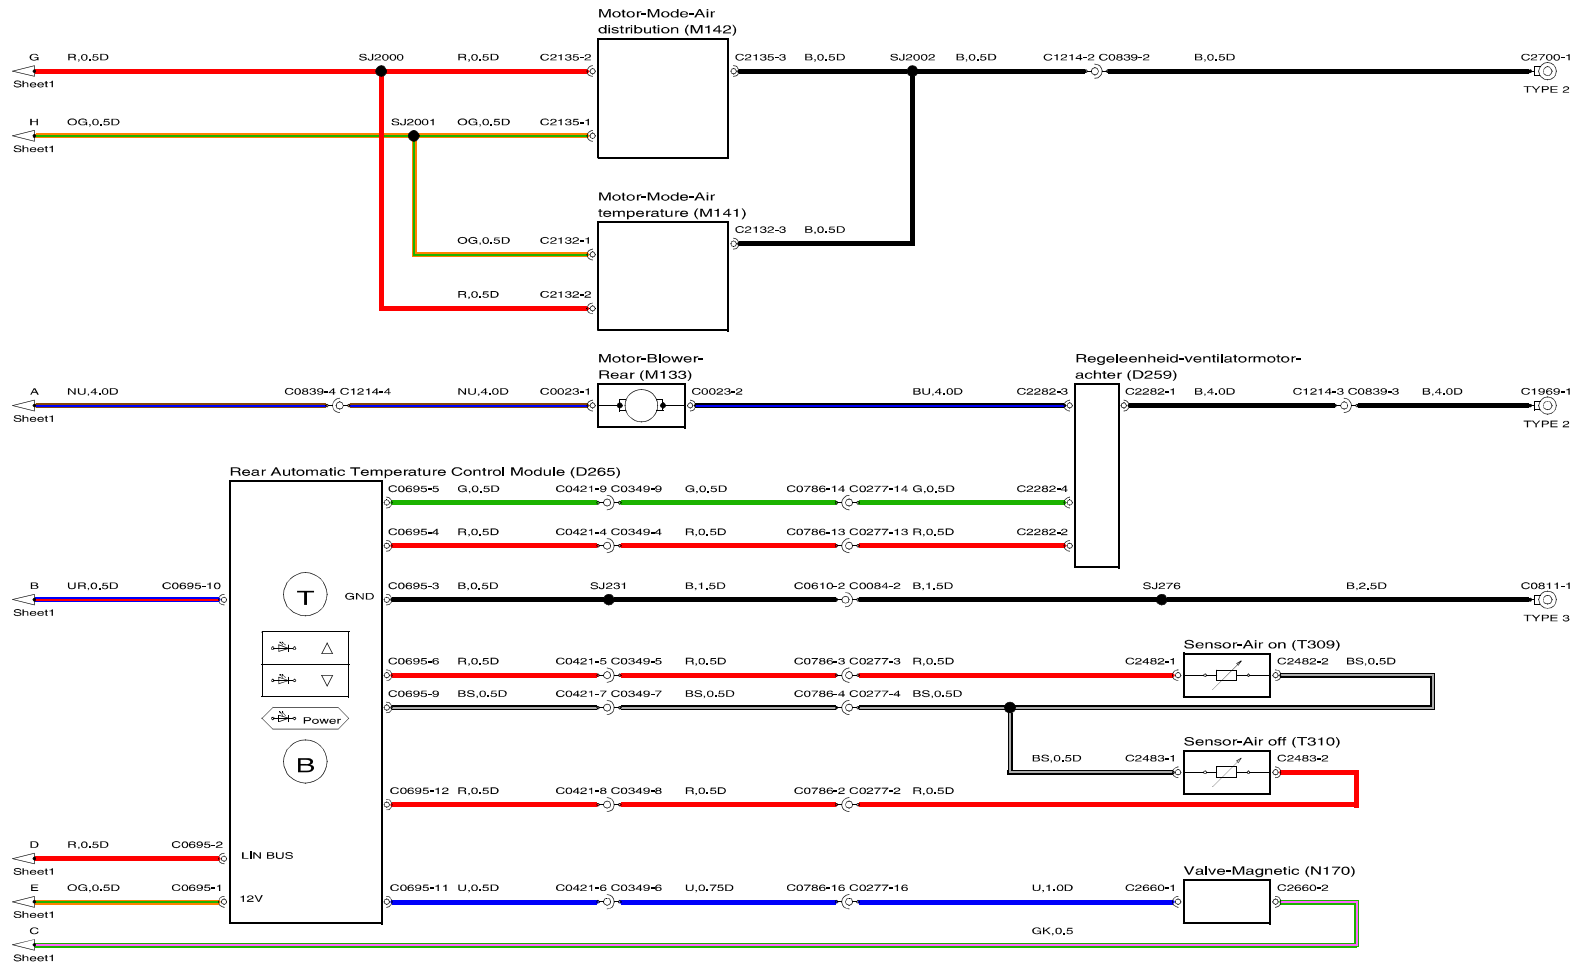 Motor-Mode-Air
distribution (M142)
G R,0.5D SJ2000 R,0.5D C2135-2 C2135-3 B,0.5D SJ2002 B,0.5D C1214-2 C0839-2 B,0.5D C2700-1
Sheet1 TYPE 2
H OG,0.5D SJ2001 OG,0.5D C2135-1
Sheet1
Motor-Mode-Air
temperature (M141)
C2132-3 B,0.5D
OG,0.5D C2132-1
R,0.5D C2132-2
Motor-Blower-
Rear (M133)
Regeleenheid-ventilatormotor-
achter (D259)
A NU,4.0D C0839-4 C1214-4 NU,4.0D C0023-1 C0023-2 BU,4.0D C2282-3 C2282-1 B,4.0D C1214-3 C0839-3 B,4.0D C1969-1
Sheet1 TYPE 2
Rear Automatic Temperature Control Module (D265)
C0695-5 G,0.5D C0421-9 C0349-9 G,0.5D C0786-14 C0277-14 G,0.5D C2282-4
C0695-4 R,0.5D C0421-4 C0349-4 R,0.5D C0786-13 C0277-13 R,0.5D C2282-2
B UR,0.5D C0695-10 C0695-3 B,0.5D SJ231 B,1.5D C0610-2 C0084-2 B,1.5D SJ276 B,2.5D C0811-1
T GND
Sheet1 TYPE 3
Sensor-Air on (T309)
C0695-6 R,0.5D C0421-5 C0349-5 R,0.5D C0786-3 C0277-3 R,0.5D C2482-1 C2482-2 BS,0.5D
C0695-9 BS,0.5D C0421-7 C0349-7 BS,0.5D C0786-4 C0277-4 BS,0.5D
Power
Sensor-Air off (T310)
BS,0.5D C2483-1 C2483-2
B
C0695-12 R,0.5D C0421-8 C0349-8 R,0.5D C0786-2 C0277-2 R,0.5D
D R,0.5D C0695-2
LIN BUS
Sheet1
Valve-Magnetic (N170)
E OG,0.5D C0695-1 C0695-11 U,0.5D C0421-6 C0349-6 U,0.75D C0786-16 C0277-16 U,1.0D C2660-1 C2660-2
12V
Sheet1
C GK,0.5
Sheet1